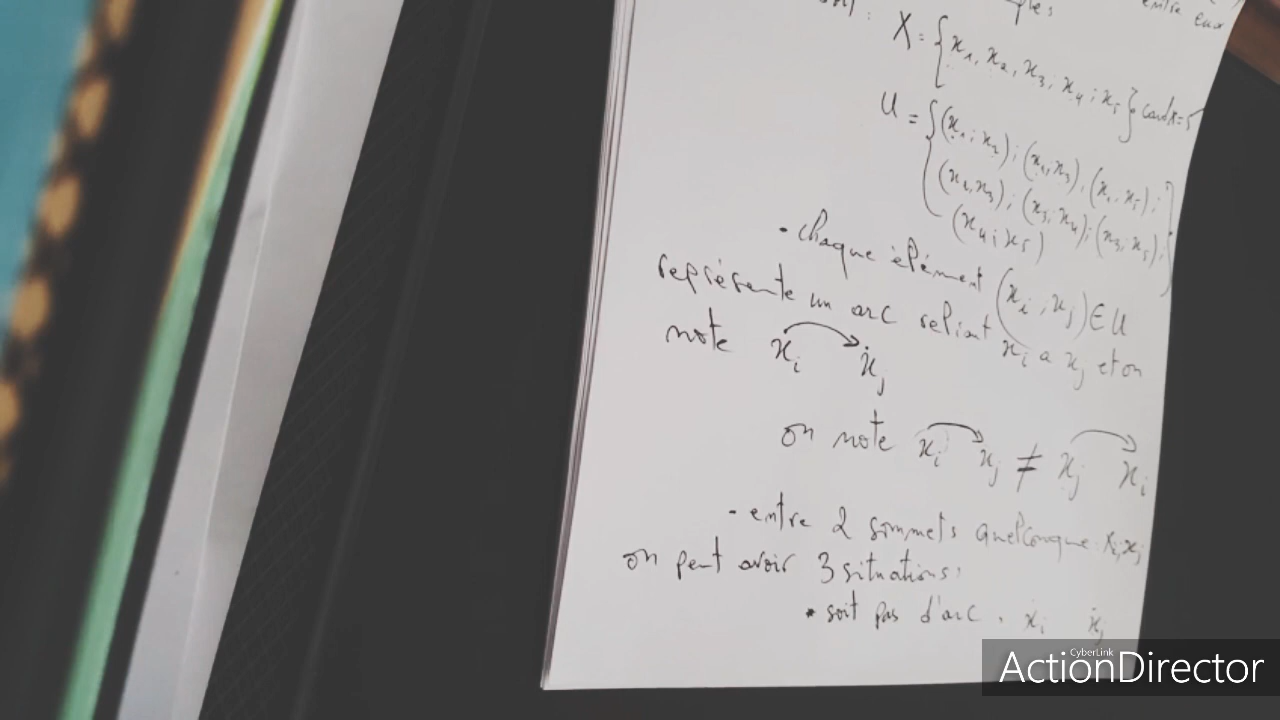 entre eux
X = {x₁, x₂, x₃, x₄, x₅} card X = 5
U = {(x₁, x₂); (x₁, x₃), (x₁, x₅);
(x₂, x₃); (x₃, x₄); (x₃, x₅);
(x₄, x₅)}
- chaque élément (xᵢ, xⱼ) ∈ U
représente un arc reliant xᵢ a xⱼ et on
note xᵢ → xⱼ
on note xᵢ → xⱼ ≠ xⱼ → xᵢ
- entre 2 sommets quelconque xᵢ, xⱼ
on peut avoir 3 situations:
• soit pas d'arc. xᵢ xⱼ
CyberLink
ActionDirector